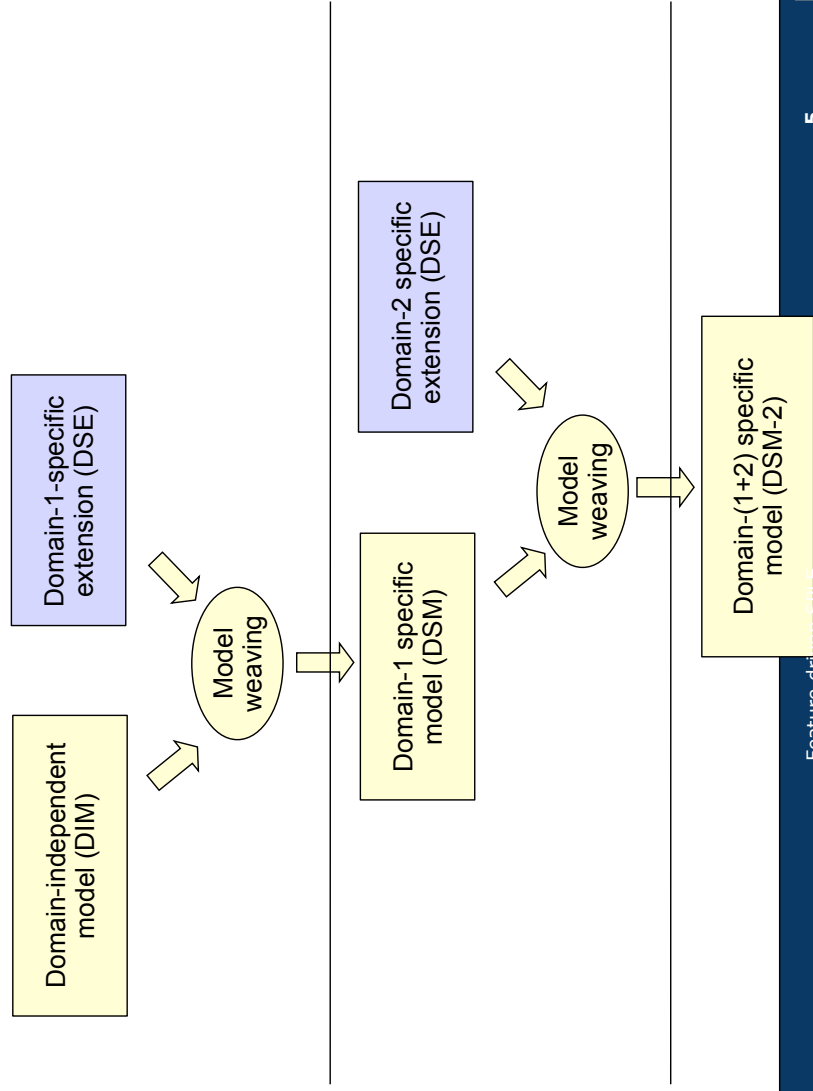 Domain-independent
model (DIM)
Domain-1-specific
extension (DSE)
Model
weaving
Domain-1 specific
model (DSM)
Domain-2 specific
extension (DSE)
Model
weaving
Domain-(1+2) specific
model (DSM-2)